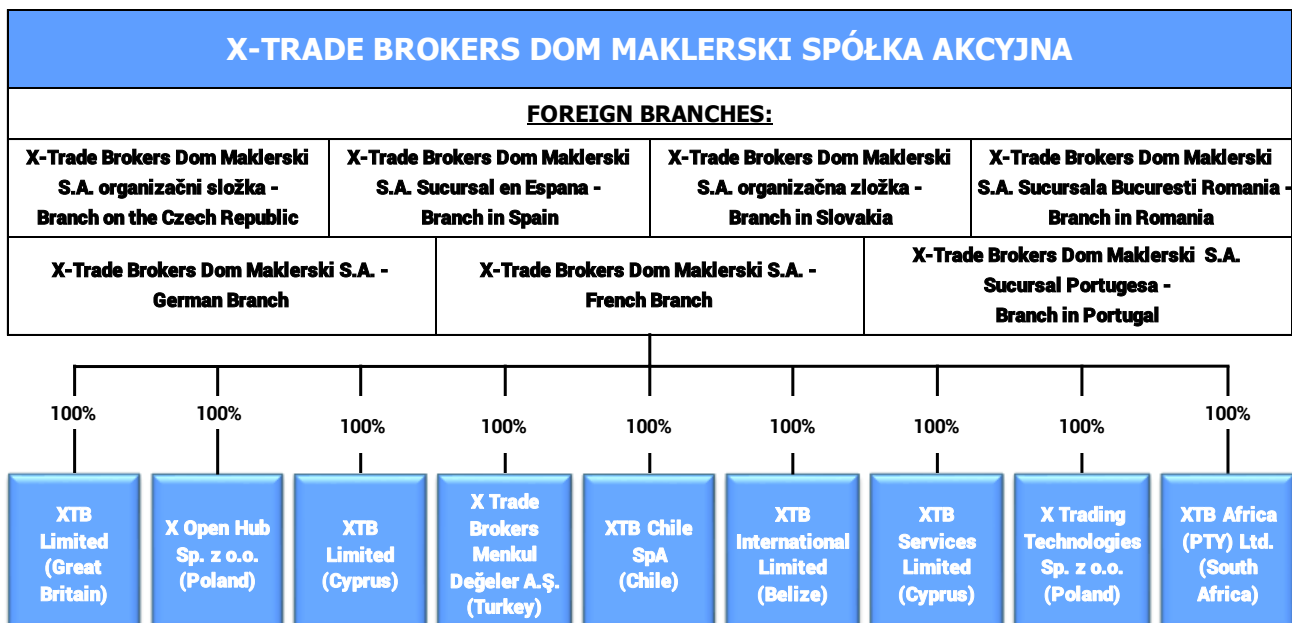 X-TRADE BROKERS DOM MAKLERSKI SPÓŁKA AKCYJNA
FOREIGN BRANCHES:
X-Trade Brokers Dom Maklerski
S.A. organizačni složka -
Branch on the Czech Republic
X-Trade Brokers Dom Maklerski
S.A. Sucursal en Espana -
Branch in Spain
X-Trade Brokers Dom Maklerski
S.A. organizačna zložka -
Branch in Slovakia
X-Trade Brokers Dom Maklerski
S.A. Sucursala Bucuresti Romania -
Branch in Romania
X-Trade Brokers Dom Maklerski S.A. -
German Branch
X-Trade Brokers Dom Maklerski S.A. -
French Branch
X-Trade Brokers Dom Maklerski S.A.
Sucursal Portugesa -
Branch in Portugal
100%
100%
100%
100%
100%
100%
100%
100%
100%
XTB
Limited
(Great
Britain)
X Open Hub
Sp. z o.o.
(Poland)
XTB
Limited
(Cyprus)
X Trade
Brokers
Menkul
Değeler A.Ş.
(Turkey)
XTB Chile
SpA
(Chile)
XTB
International
Limited
(Belize)
XTB
Services
Limited
(Cyprus)
X Trading
Technologies
Sp. z o.o.
(Poland)
XTB Africa
(PTY) Ltd.
(South
Africa)